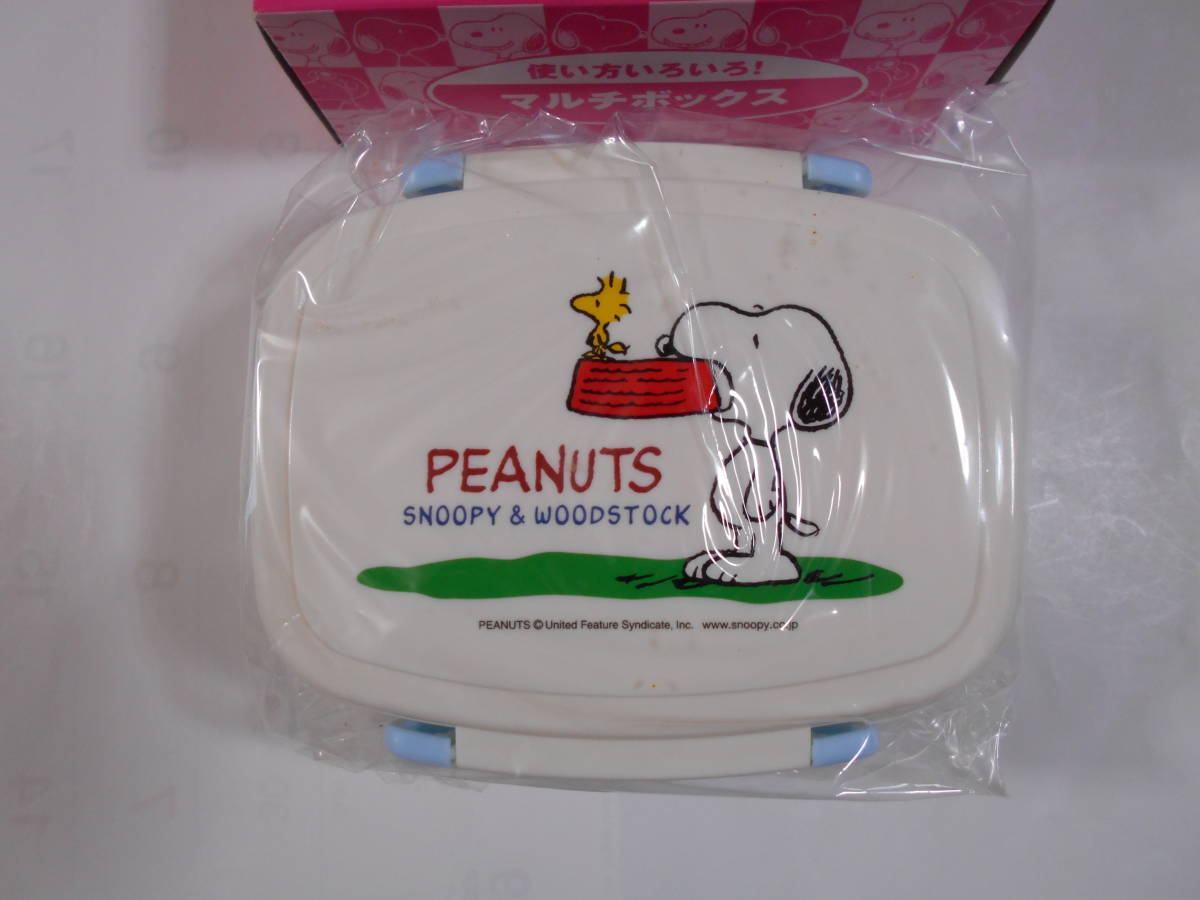 使い方いろいろ!
マルチボックス
PEANUTS
SNOOPY & WOODSTOCK
PEANUTS © United Feature Syndicate, Inc. www.snoopy.co.jp